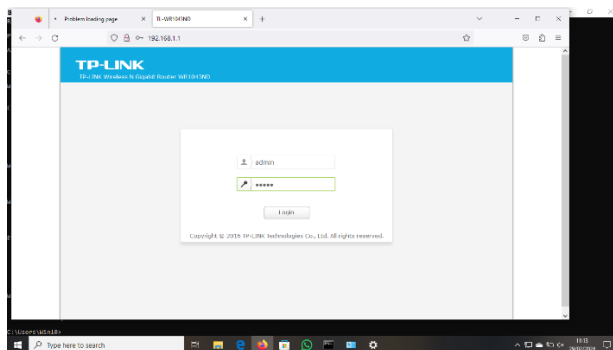 Problem loading page
TL-WR1043ND
192.168.1.1
TP-LINK
TP-LINK Wireless N Gigabit Router WR1043ND
admin
•••••
Login
Copyright © 2016 TP-LINK Technologies Co., Ltd. All rights reserved.
C:\Users\Win10>
Type here to search